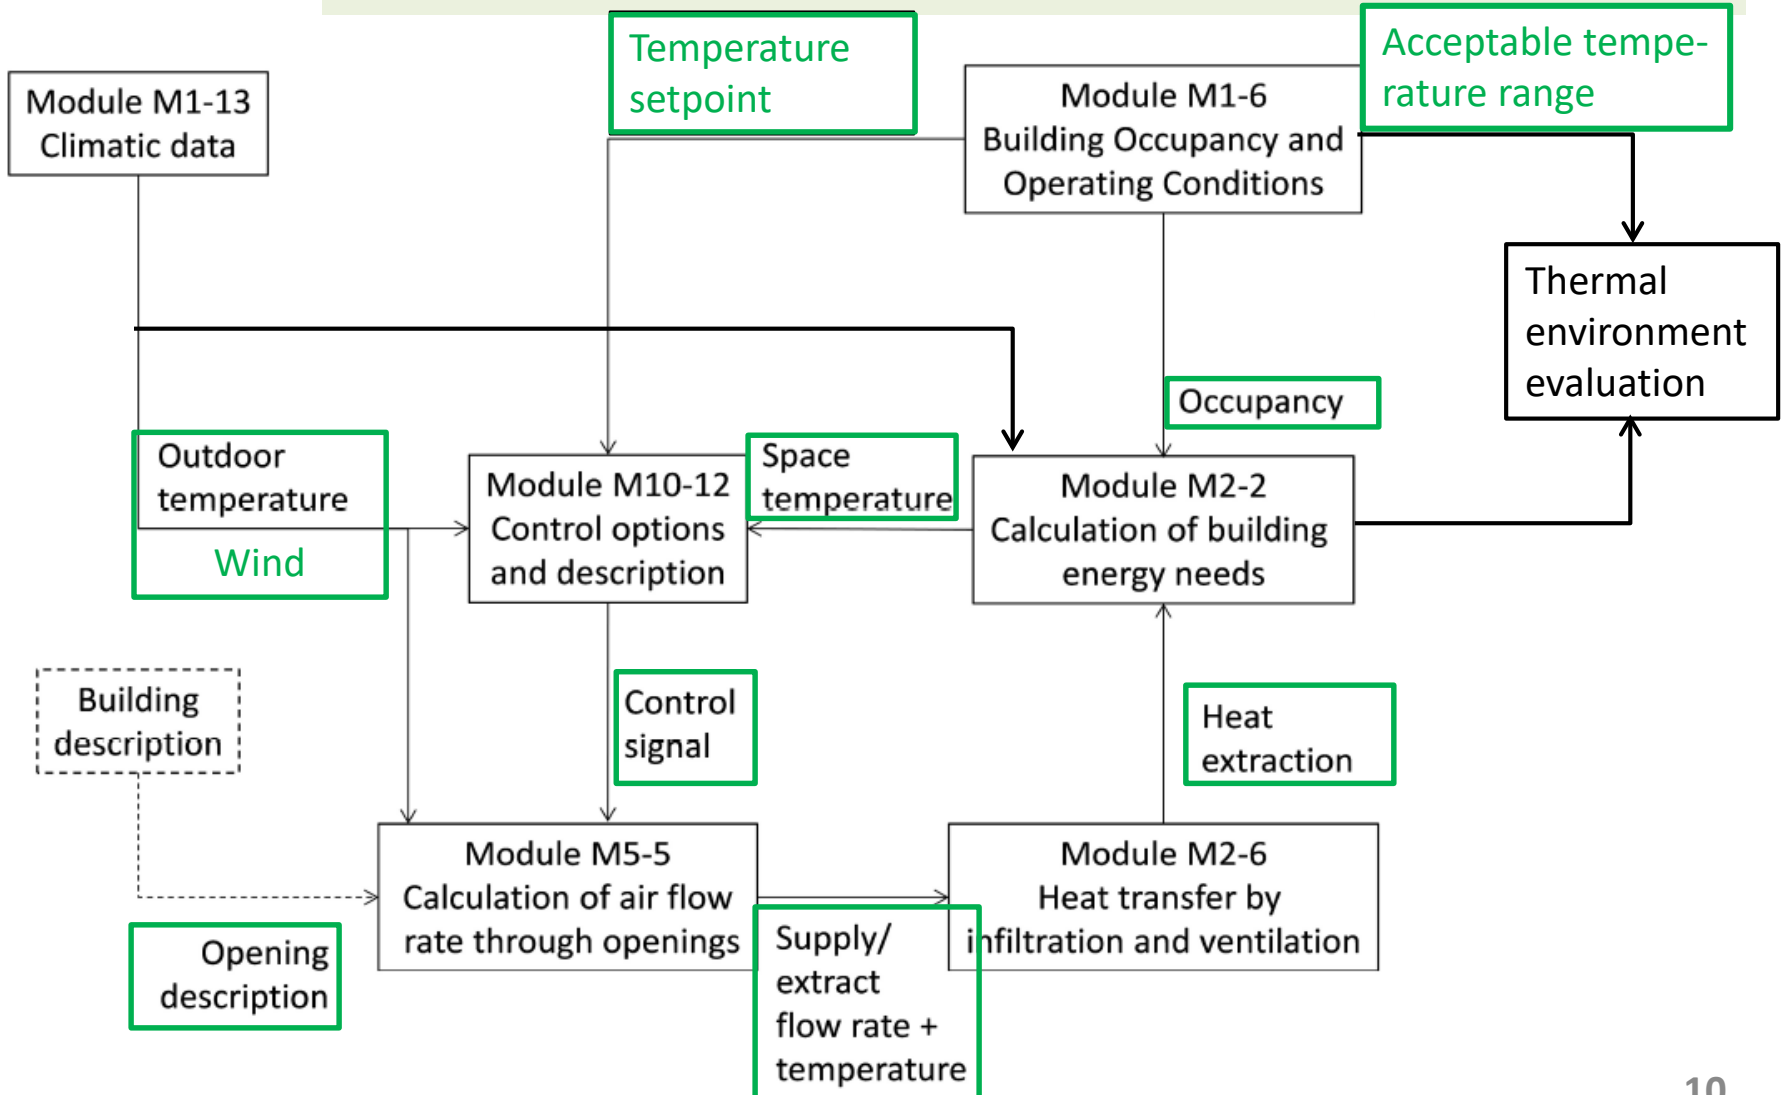 Temperature
setpoint
Acceptable tempe-
rature range
Module M1-13
Climatic data
Module M1-6
Building Occupancy and
Operating Conditions
Thermal
environment
evaluation
Occupancy
Outdoor
temperature
Wind
Module M10-12
Control options
and description
Space
temperature
Module M2-2
Calculation of building
energy needs
Building
description
Control
signal
Heat
extraction
Module M5-5
Calculation of air flow
rate through openings
Module M2-6
Heat transfer by
infiltration and ventilation
Opening
description
Supply/
extract
flow rate +
temperature
10